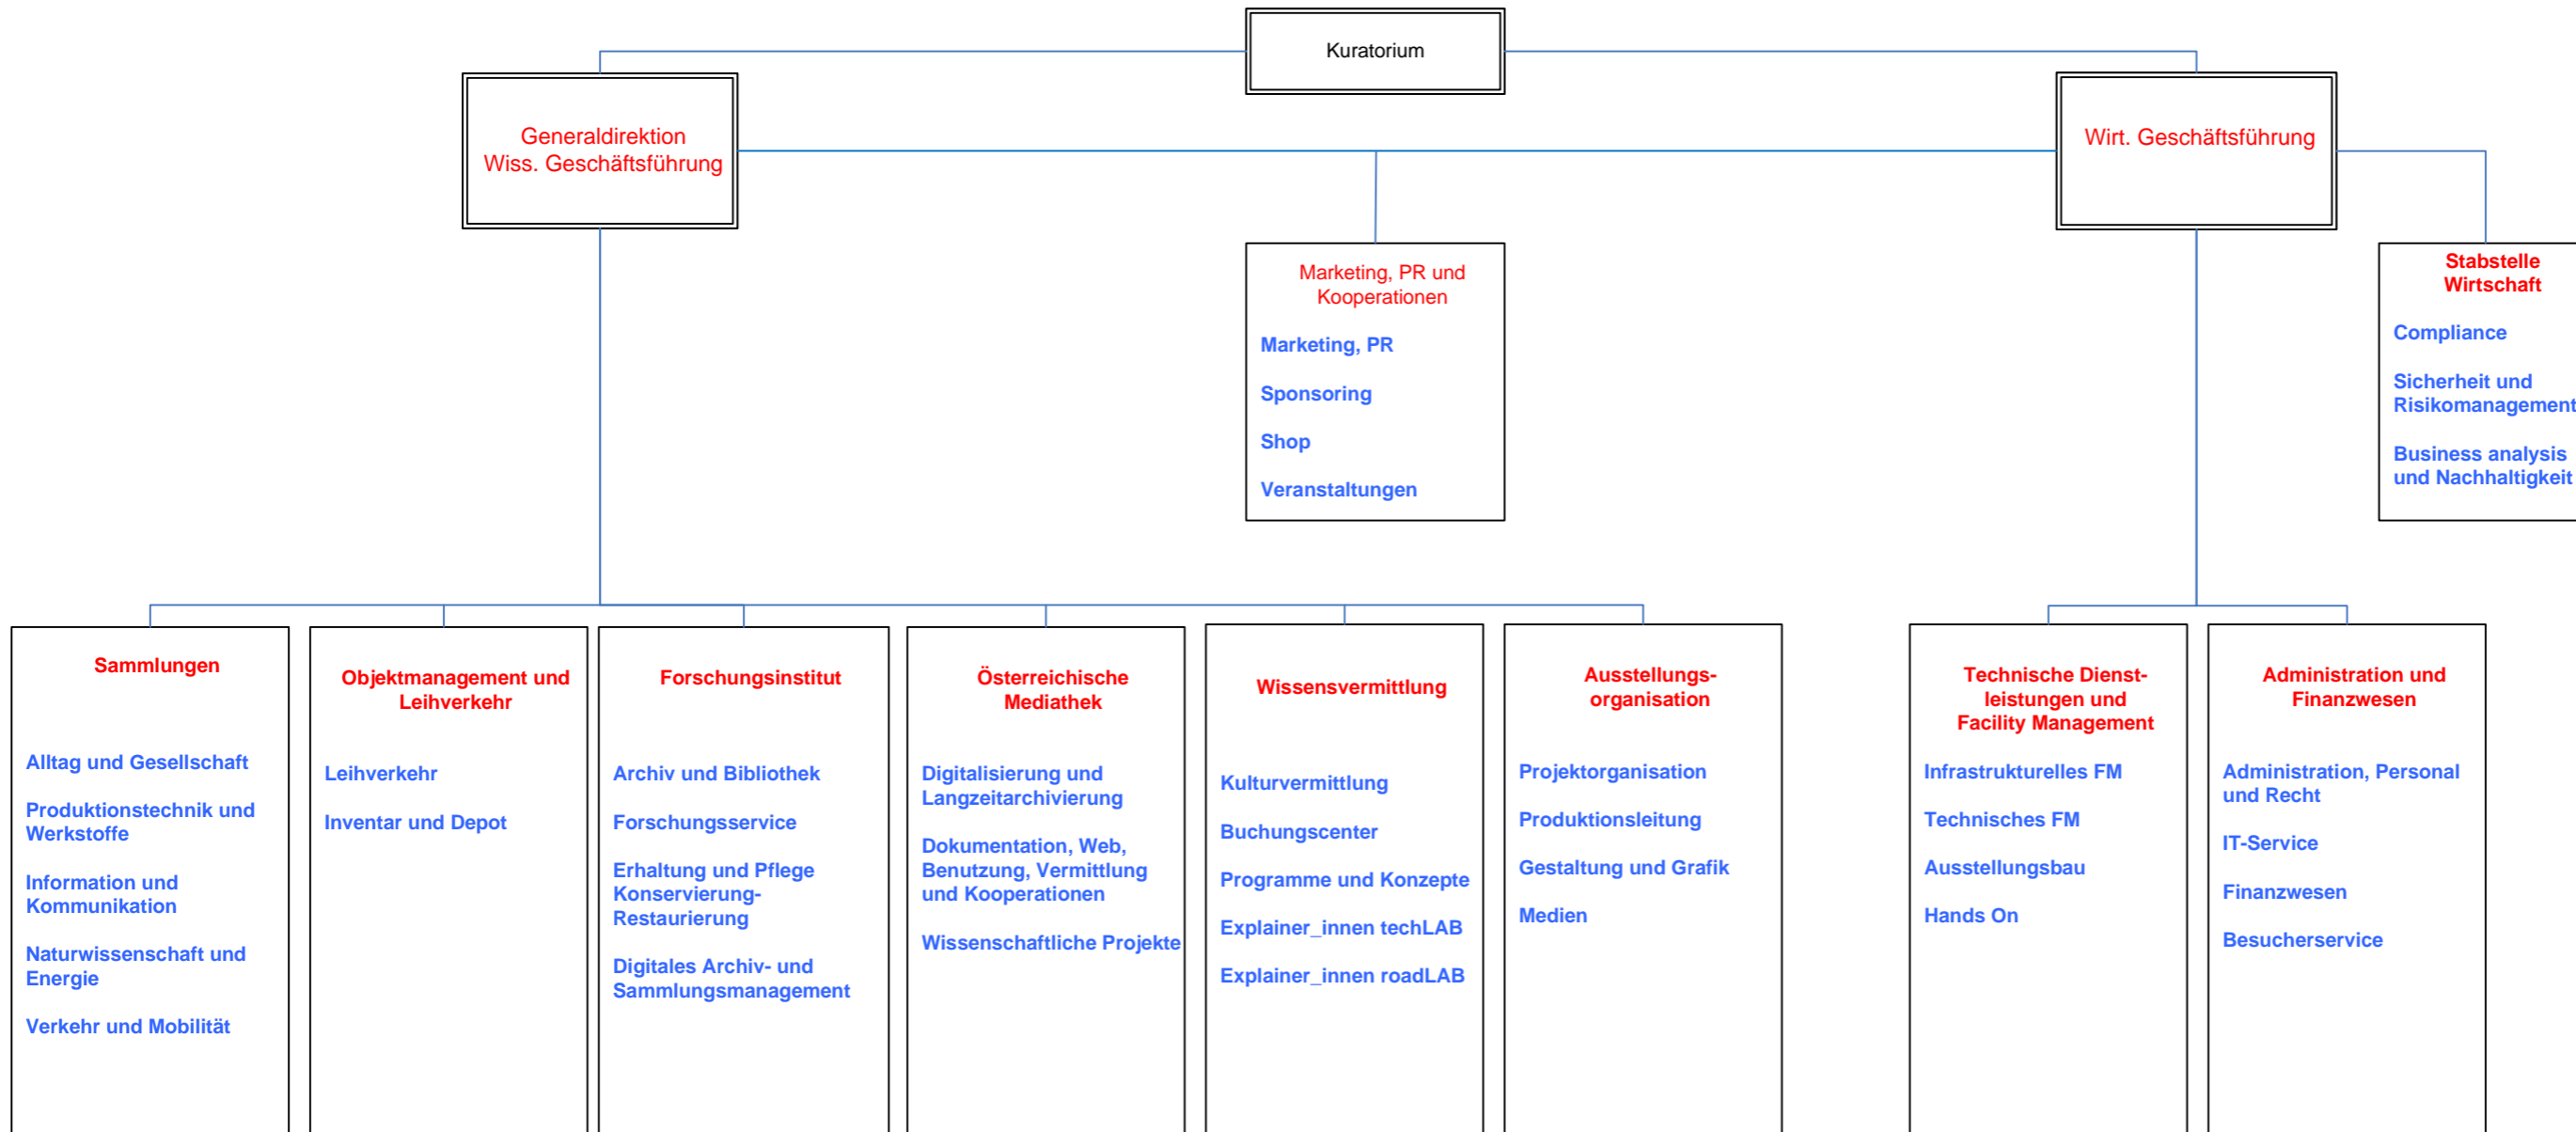 Kuratorium
Generaldirektion
Wiss. Geschäftsführung
Wirt. Geschäftsführung
Marketing, PR und
Kooperationen
Marketing, PR
Sponsoring
Shop
Veranstaltungen
Stabstelle
Wirtschaft
Compliance
Sicherheit und
Risikomanagement
Business analysis
und Nachhaltigkeit
Sammlungen
Alltag und Gesellschaft
Produktionstechnik und
Werkstoffe
Information und
Kommunikation
Naturwissenschaft und
Energie
Verkehr und Mobilität
Objektmanagement und
Leihverkehr
Leihverkehr
Inventar und Depot
Forschungsinstitut
Archiv und Bibliothek
Forschungsservice
Erhaltung und Pflege
Konservierung-
Restaurierung
Digitales Archiv- und
Sammlungsmanagement
Österreichische
Mediathek
Digitalisierung und
Langzeitarchivierung
Dokumentation, Web,
Benutzung, Vermittlung
und Kooperationen
Wissenschaftliche Projekte
Wissensvermittlung
Kulturvermittlung
Buchungscenter
Programme und Konzepte
Explainer_innen techLAB
Explainer_innen roadLAB
Ausstellungs-
organisation
Projektorganisation
Produktionsleitung
Gestaltung und Grafik
Medien
Technische Dienst-
leistungen und
Facility Management
Infrastrukturelles FM
Technisches FM
Ausstellungsbau
Hands On
Administration und
Finanzwesen
Administration, Personal
und Recht
IT-Service
Finanzwesen
Besucherservice